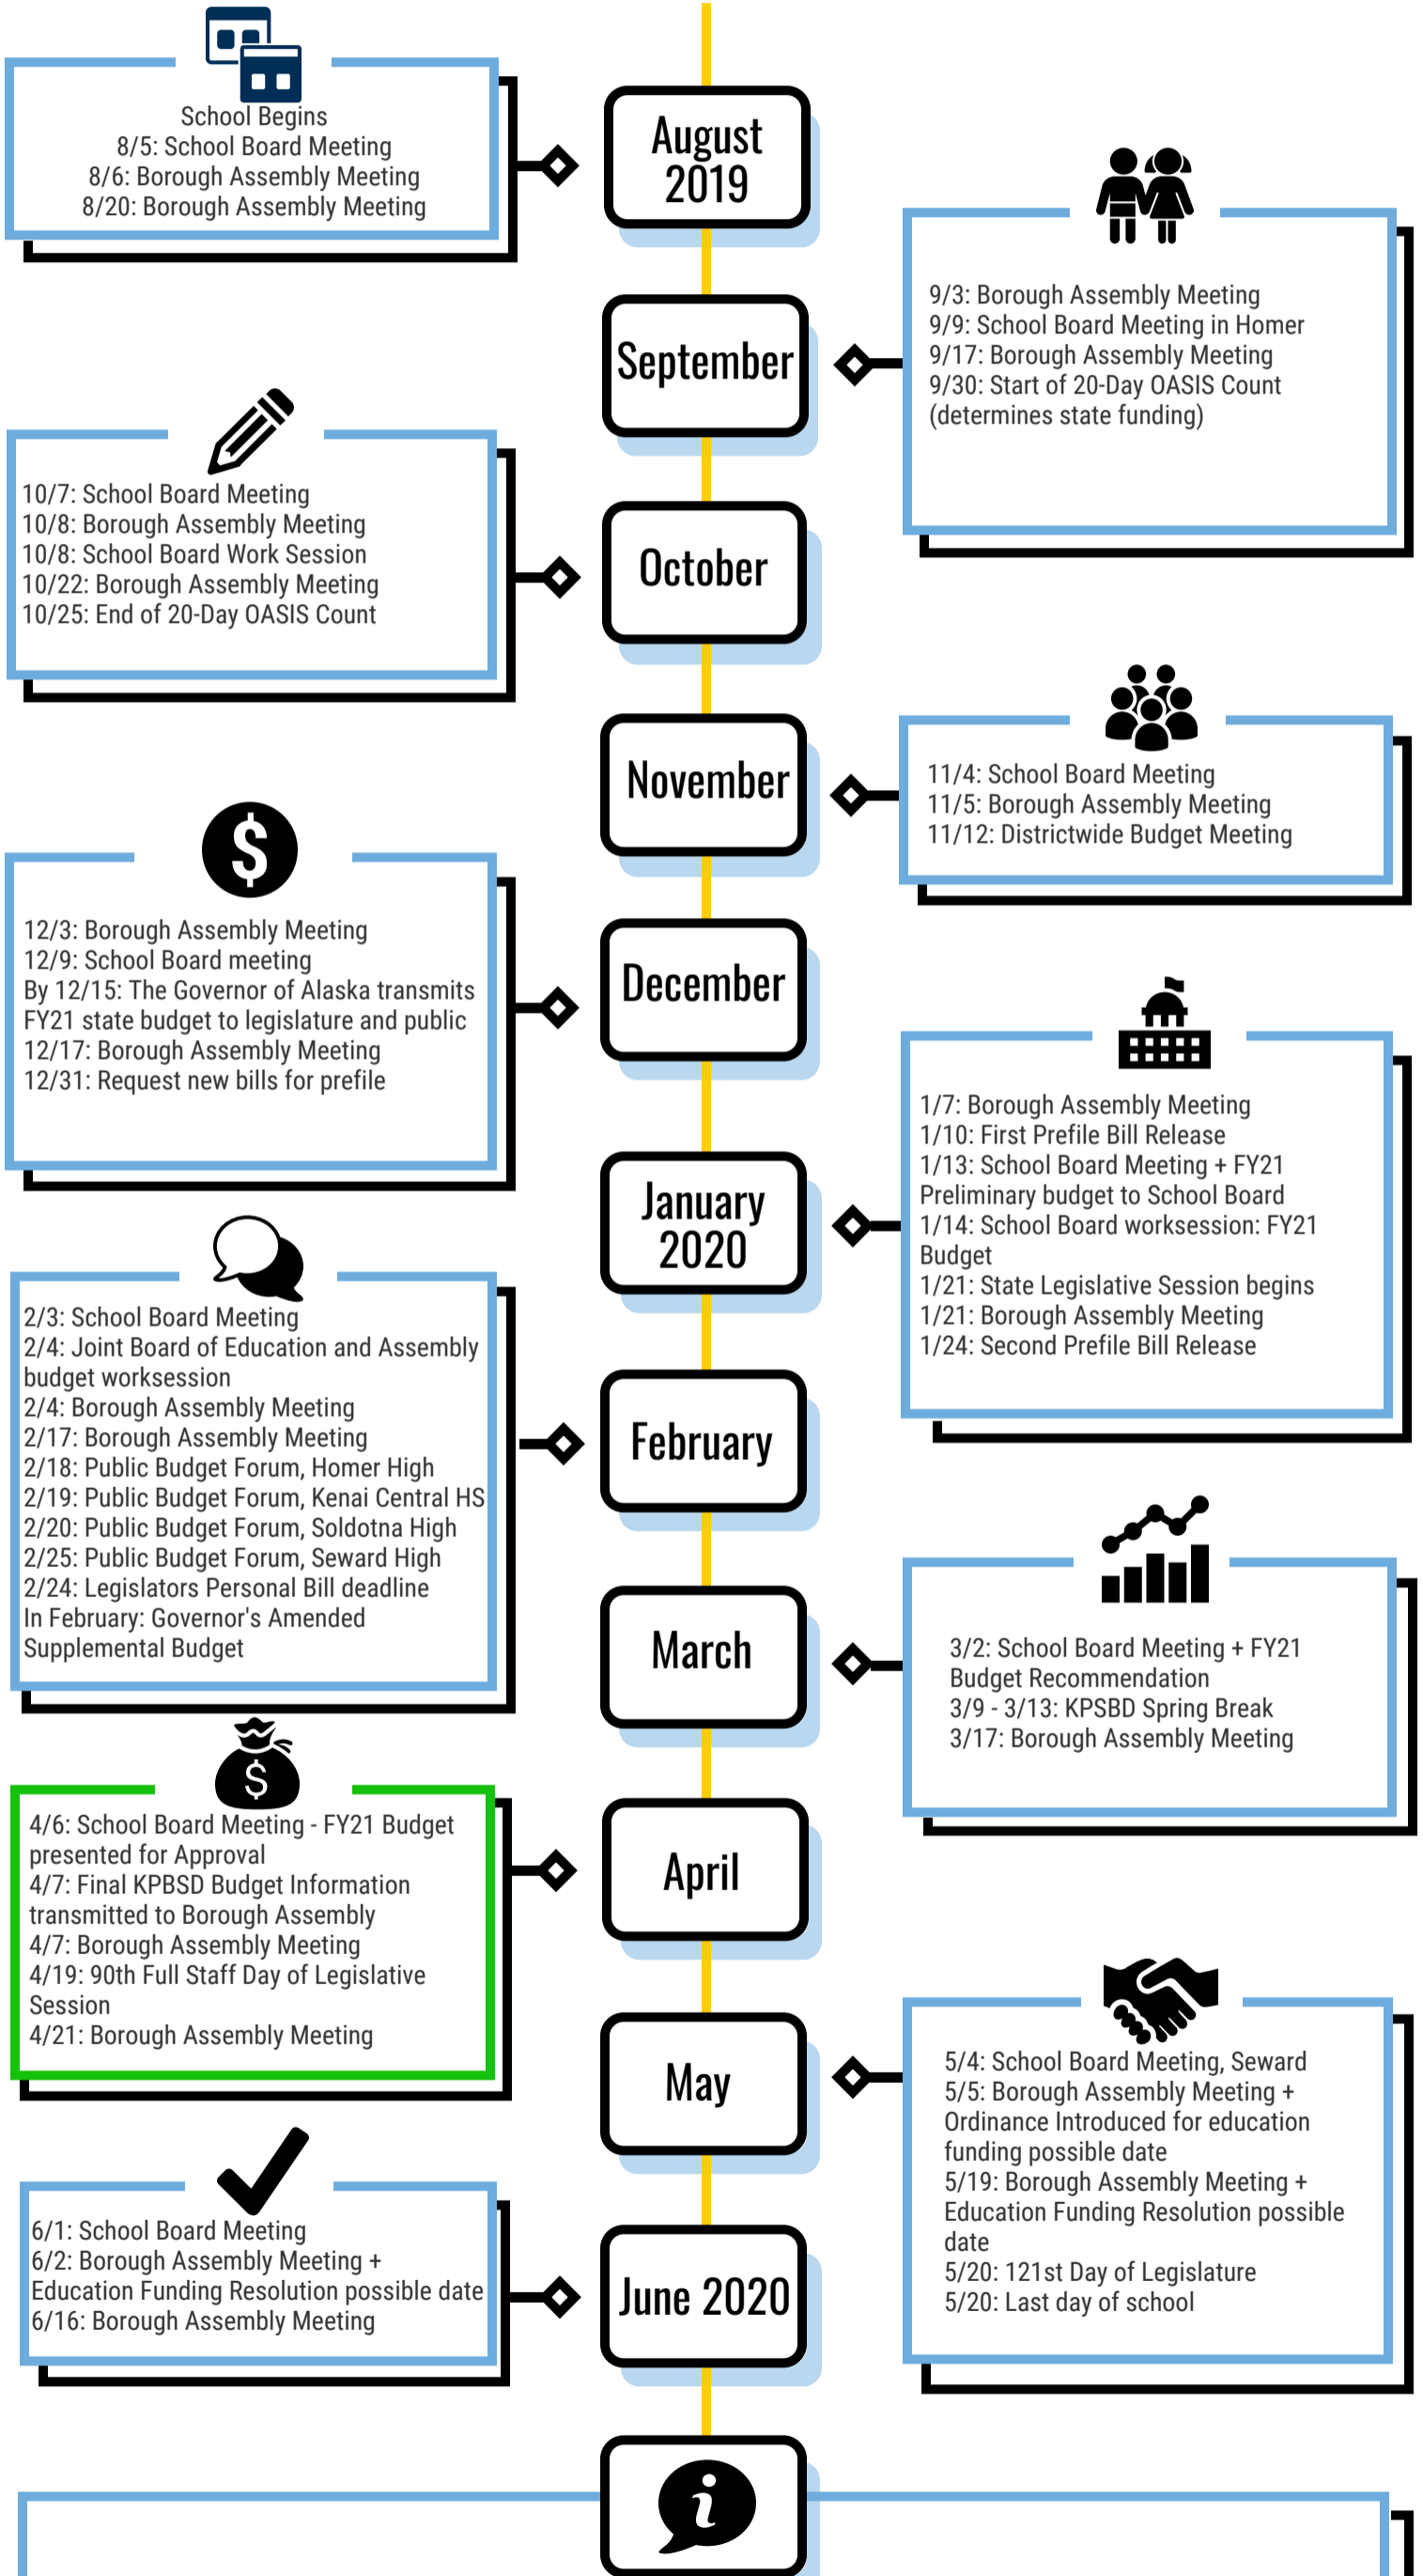 August
2019
School Begins
8/5: School Board Meeting
8/6: Borough Assembly Meeting
8/20: Borough Assembly Meeting
September
9/3: Borough Assembly Meeting
9/9: School Board Meeting in Homer
9/17: Borough Assembly Meeting
9/30: Start of 20-Day OASIS Count
(determines state funding)
October
10/7: School Board Meeting
10/8: Borough Assembly Meeting
10/8: School Board Work Session
10/22: Borough Assembly Meeting
10/25: End of 20-Day OASIS Count
November
11/4: School Board Meeting
11/5: Borough Assembly Meeting
11/12: Districtwide Budget Meeting
$
December
12/3: Borough Assembly Meeting
12/9: School Board meeting
By 12/15: The Governor of Alaska transmits
FY21 state budget to legislature and public
12/17: Borough Assembly Meeting
12/31: Request new bills for prefile
January
2020
1/7: Borough Assembly Meeting
1/10: First Prefile Bill Release
1/13: School Board Meeting + FY21
Preliminary budget to School Board
1/14: School Board worksession: FY21
Budget
1/21: State Legislative Session begins
1/21: Borough Assembly Meeting
1/24: Second Prefile Bill Release
February
2/3: School Board Meeting
2/4: Joint Board of Education and Assembly
budget worksession
2/4: Borough Assembly Meeting
2/17: Borough Assembly Meeting
2/18: Public Budget Forum, Homer High
2/19: Public Budget Forum, Kenai Central HS
2/20: Public Budget Forum, Soldotna High
2/25: Public Budget Forum, Seward High
2/24: Legislators Personal Bill deadline
In February: Governor's Amended
Supplemental Budget
March
3/2: School Board Meeting + FY21
Budget Recommendation
3/9 - 3/13: KPSBD Spring Break
3/17: Borough Assembly Meeting
$
April
4/6: School Board Meeting - FY21 Budget
presented for Approval
4/7: Final KPBSD Budget Information
transmitted to Borough Assembly
4/7: Borough Assembly Meeting
4/19: 90th Full Staff Day of Legislative
Session
4/21: Borough Assembly Meeting
May
5/4: School Board Meeting, Seward
5/5: Borough Assembly Meeting +
Ordinance Introduced for education
funding possible date
5/19: Borough Assembly Meeting +
Education Funding Resolution possible
date
5/20: 121st Day of Legislature
5/20: Last day of school
June 2020
6/1: School Board Meeting
6/2: Borough Assembly Meeting +
Education Funding Resolution possible date
6/16: Borough Assembly Meeting
i